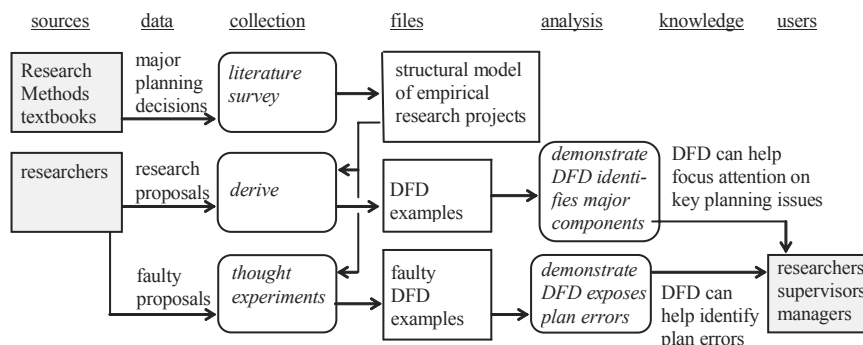 sources data collection files analysis knowledge users
Research
Methods
textbooks
major
planning
decisions
literature
survey
structural model
of empirical
research projects
researchers
research
proposals
derive
DFD
examples
demonstrate
DFD identi-
fies major
components
DFD can help
focus attention on
key planning issues
faulty
proposals
thought
experiments
faulty
DFD
examples
demonstrate
DFD exposes
plan errors
DFD can
help identify
plan errors
researchers
supervisors
managers